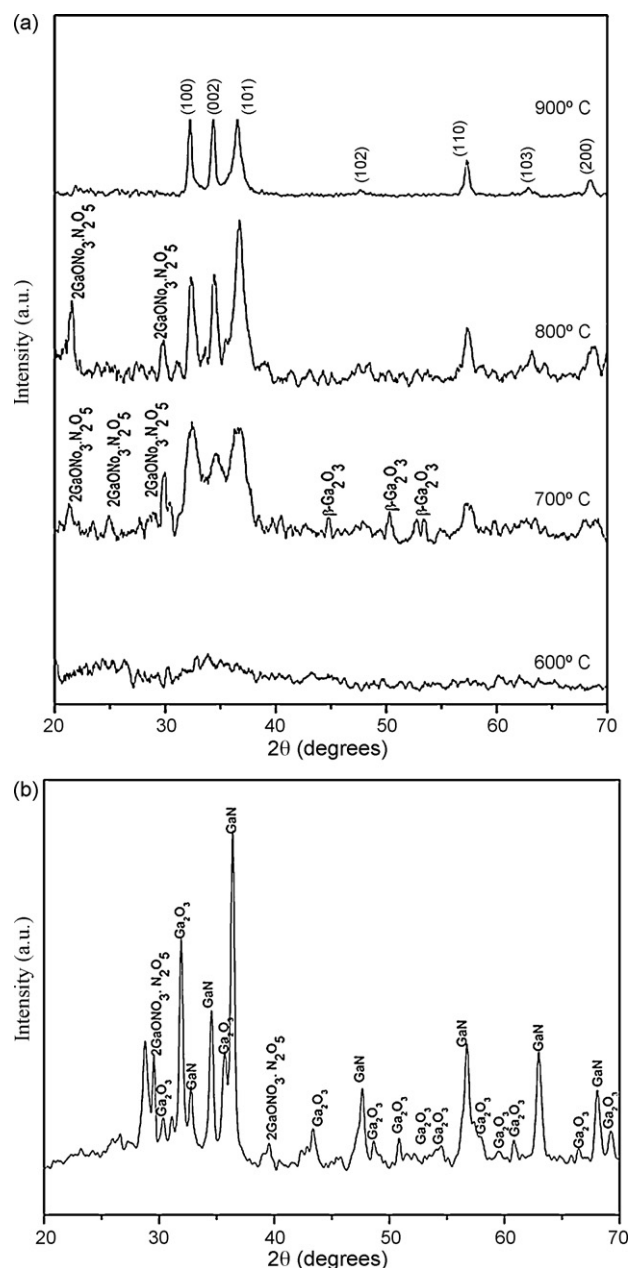 (a)
(100)
(002)
(101)
(102)
(110)
(103)
(200)
900º C
2GaONo3.N2O5
2GaONo3.N2O5
800º C
2GaONo3.N2O5
2GaONo3.N2O5
2GaONo3.N2O5
β-Ga2O3
β-Ga2O3
β-Ga2O3
700º C
600º C
Intensity (a.u.)
20 30 40 50 60 70
2θ (degrees)
(b)
2GaONO3. N2O5
Ga2O3
Ga2O3
GaN
GaN
Ga2O3
GaN
2GaONO3. N2O5
Ga2O3
GaN
Ga2O3
Ga2O3
Ga2O3
Ga2O3
GaN
Ga2O3
Ga2O3
Ga2O3
GaN
Ga2O3
GaN
Ga2O3
Intensity (a.u.)
20 30 40 50 60 70
2θ (degrees)